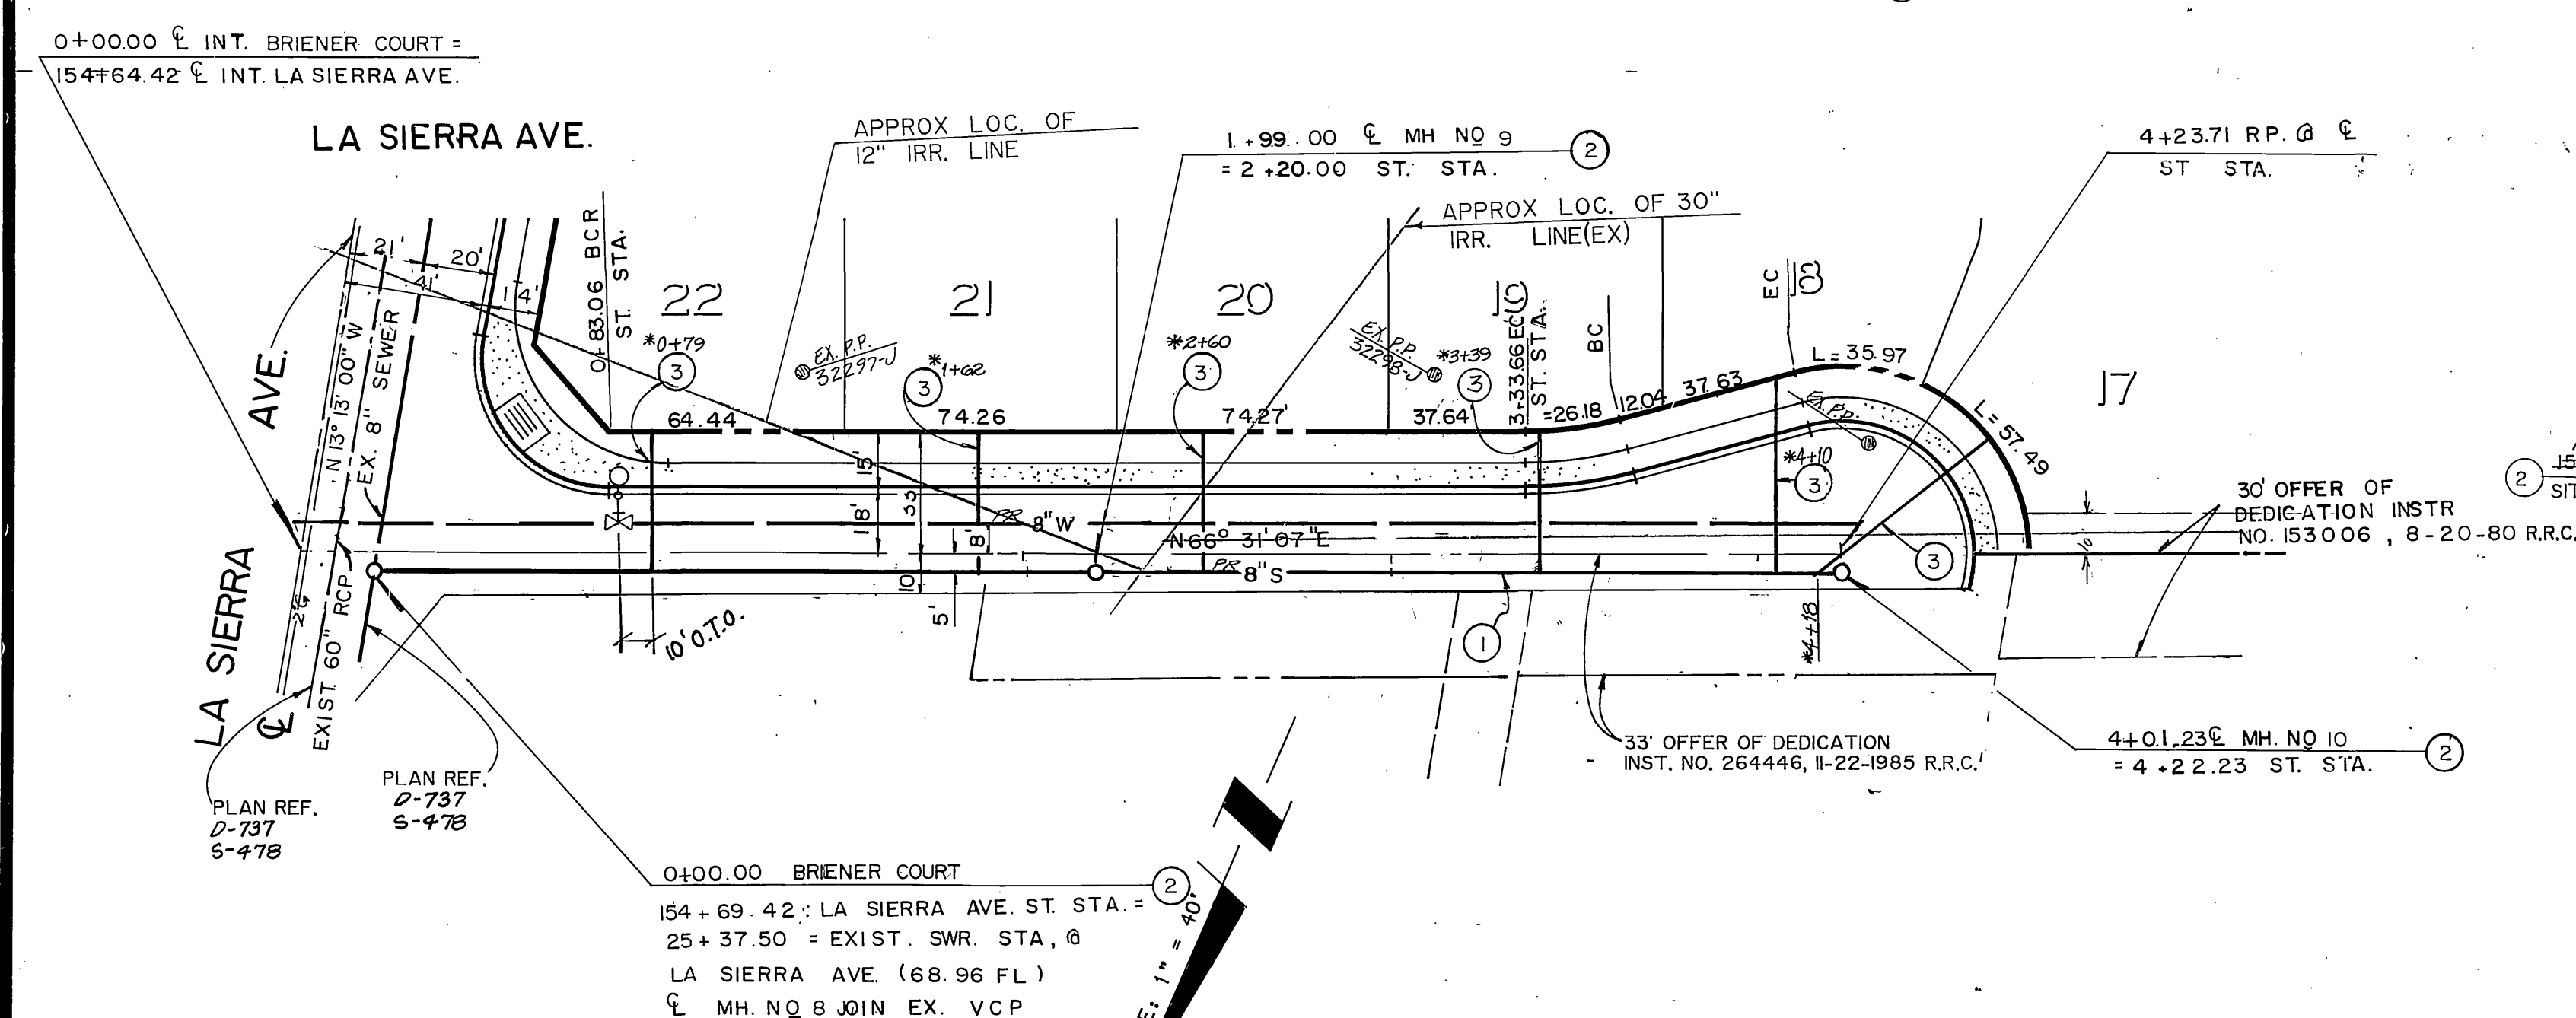 0+00.00 ℄ INT. BRIENER COURT =
154+64.42 ℄ INT. LA SIERRA AVE.
LA SIERRA AVE.
APPROX LOC. OF
12" IRR. LINE
1.+99.00 ℄ MH NO 9
= 2+20.00 ST. STA.
2
APPROX LOC. OF 30"
IRR. LINE(EX)
4+23.71 RP. @ ℄
ST STA.
21'
20'
41'
14'
0+83.06 BCR
ST. STA.
22
21
20
19
18
17
*0+79
3
EX. P.P.
32297-J
*1+62
3
*2+60
3
EX. P.P.
32298-J
*3+39
3
3+33.66 EC
ST. STA.
BC
EC
L=35.97
L=57.49
64.44
74.26
74.27'
37.64'
=26.18
12.04
37.63
EX. P.P.
*4+10
3
LA SIERRA AVE.
℄
N 13° 13' 00" W
EX. 8" SEWER
EXIST. 60" RCP
15'
18'
33
8'
10
5'
PR 8" W
N66° 31' 07" E
PR 8" S
10' O.T.O.
1
*4+18
3
10
30' OFFER OF
DEDICATION INSTR
NO. 153006 , 8-20-80 R.R.C.
2
SIT
33' OFFER OF DEDICATION
INST. NO. 264446, 11-22-1985 R.R.C.
4+01.23 ℄ MH. NO 10
= 4+22.23 ST. STA.
2
PLAN REF.
D-737
S-478
PLAN REF.
D-737
S-478
0+00.00 BRIENER COURT
2
154+69.42 : LA SIERRA AVE. ST. STA. =
25+37.50 = EXIST. SWR. STA, @
LA SIERRA AVE. (68.96 FL)
℄ MH. NO 8 JOIN EX. VCP
E: 1" = 40'